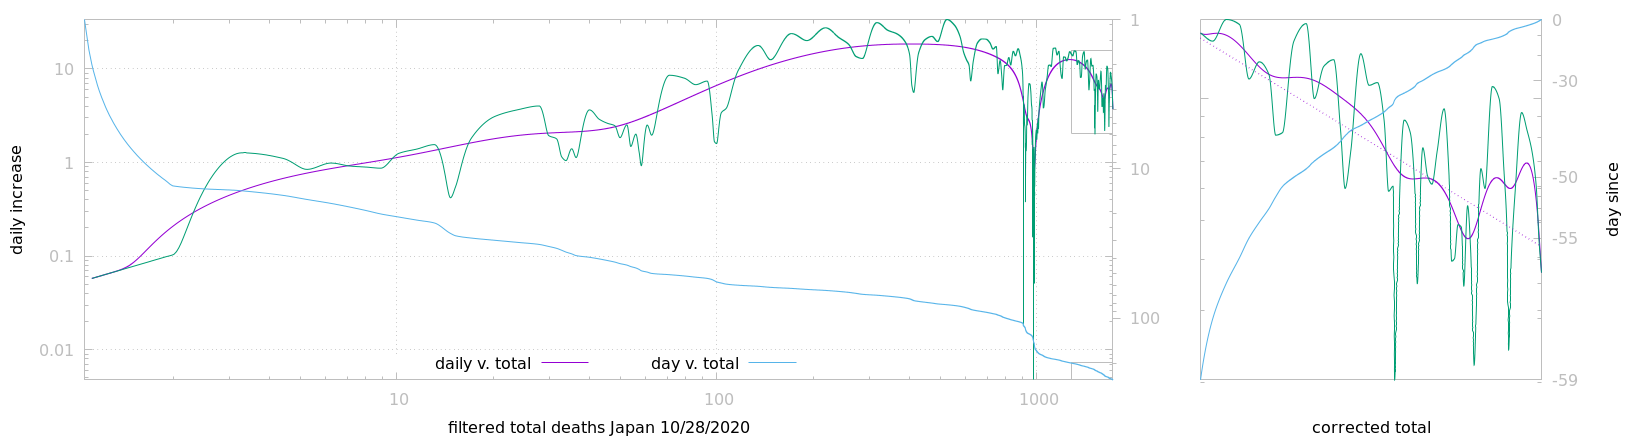 daily increase
10
1
0.1
0.01
daily v. total
day v. total
10
100
1000
filtered total deaths Japan 10/28/2020
1
10
100
0
-30
-50
-55
-59
day since
corrected total